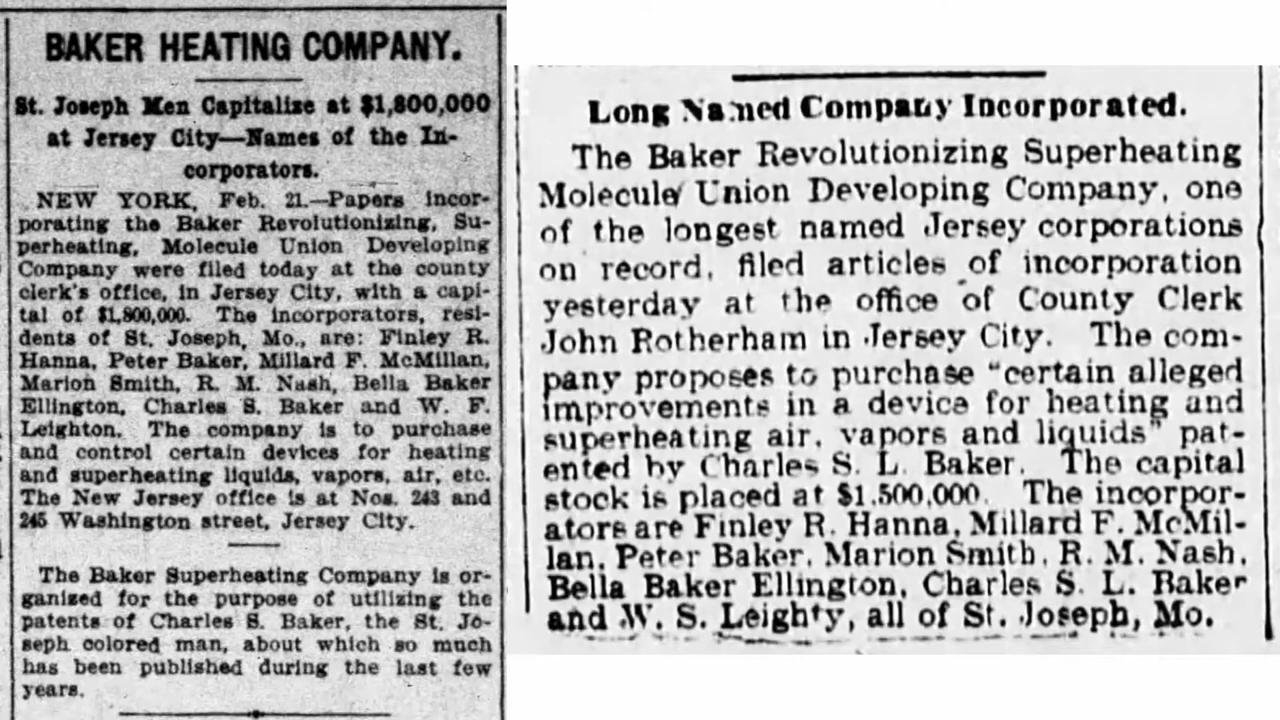 BAKER HEATING COMPANY.
St. Joseph Men Capitalize at $1,800,000
at Jersey City—Names of the In-
corporators.
NEW YORK, Feb. 21.—Papers incor-
porating the Baker Revolutionizing, Su-
perheating, Molecule Union Developing
Company were filed today at the county
clerk's office, in Jersey City, with a capi-
tal of $1,800,000. The incorporators, resi-
dents of St. Joseph, Mo., are: Finley R.
Hanna, Peter Baker, Millard F. McMillan,
Marion Smith, R. M. Nash, Bella Baker
Ellington, Charles S. Baker and W. F.
Leighton. The company is to purchase
and control certain devices for heating
and superheating liquids, vapors, air, etc.
The New Jersey office is at Nos. 243 and
245 Washington street, Jersey City.
The Baker Superheating Company is or-
ganized for the purpose of utilizing the
patents of Charles S. Baker, the St. Jo-
seph colored man, about which so much
has been published during the last few
years.
Long Named Company Incorporated.
The Baker Revolutionizing Superheating
Molecule Union Developing Company, one
of the longest named Jersey corporations
on record, filed articles of incorporation
yesterday at the office of County Clerk
John Rotherham in Jersey City. The com-
pany proposes to purchase "certain alleged
improvements in a device for heating and
superheating air, vapors and liquids" pat-
ented by Charles S. L. Baker. The capital
stock is placed at $1.500,000. The incorpor-
ators are Finley R. Hanna, Millard F. McMil-
lan, Peter Baker, Marion Smith, R. M. Nash,
Bella Baker Ellington, Charles S. L. Baker
and W. S. Leighty, all of St. Joseph, Mo.